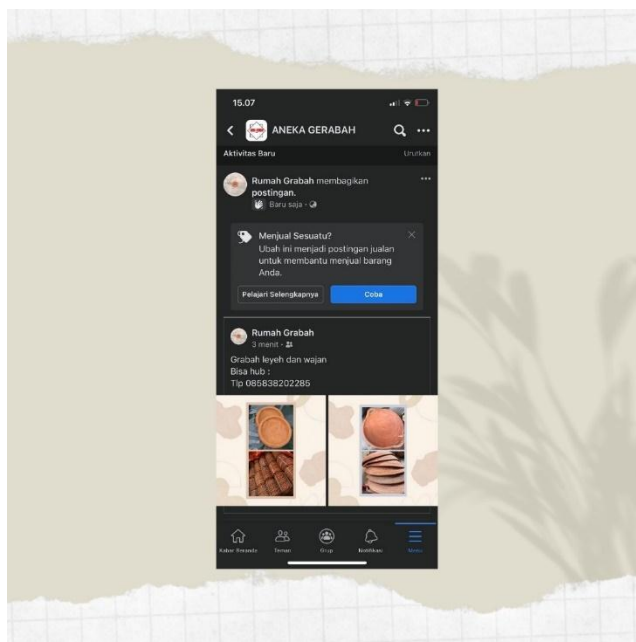 15.07
ANEKA GERABAH
Aktivitas Baru
Urutkan
Rumah Grabah membagikan
postingan.
Baru saja
Menjual Sesuatu?
Ubah ini menjadi postingan jualan
untuk membantu menjual barang
Anda.
Pelajari Selengkapnya
Coba
Rumah Grabah
3 menit
Grabah leyeh dan wajan
Bisa hub :
Tlp 085838202285
Kabar Beranda
Teman
Grup
Notifikasi
Menu